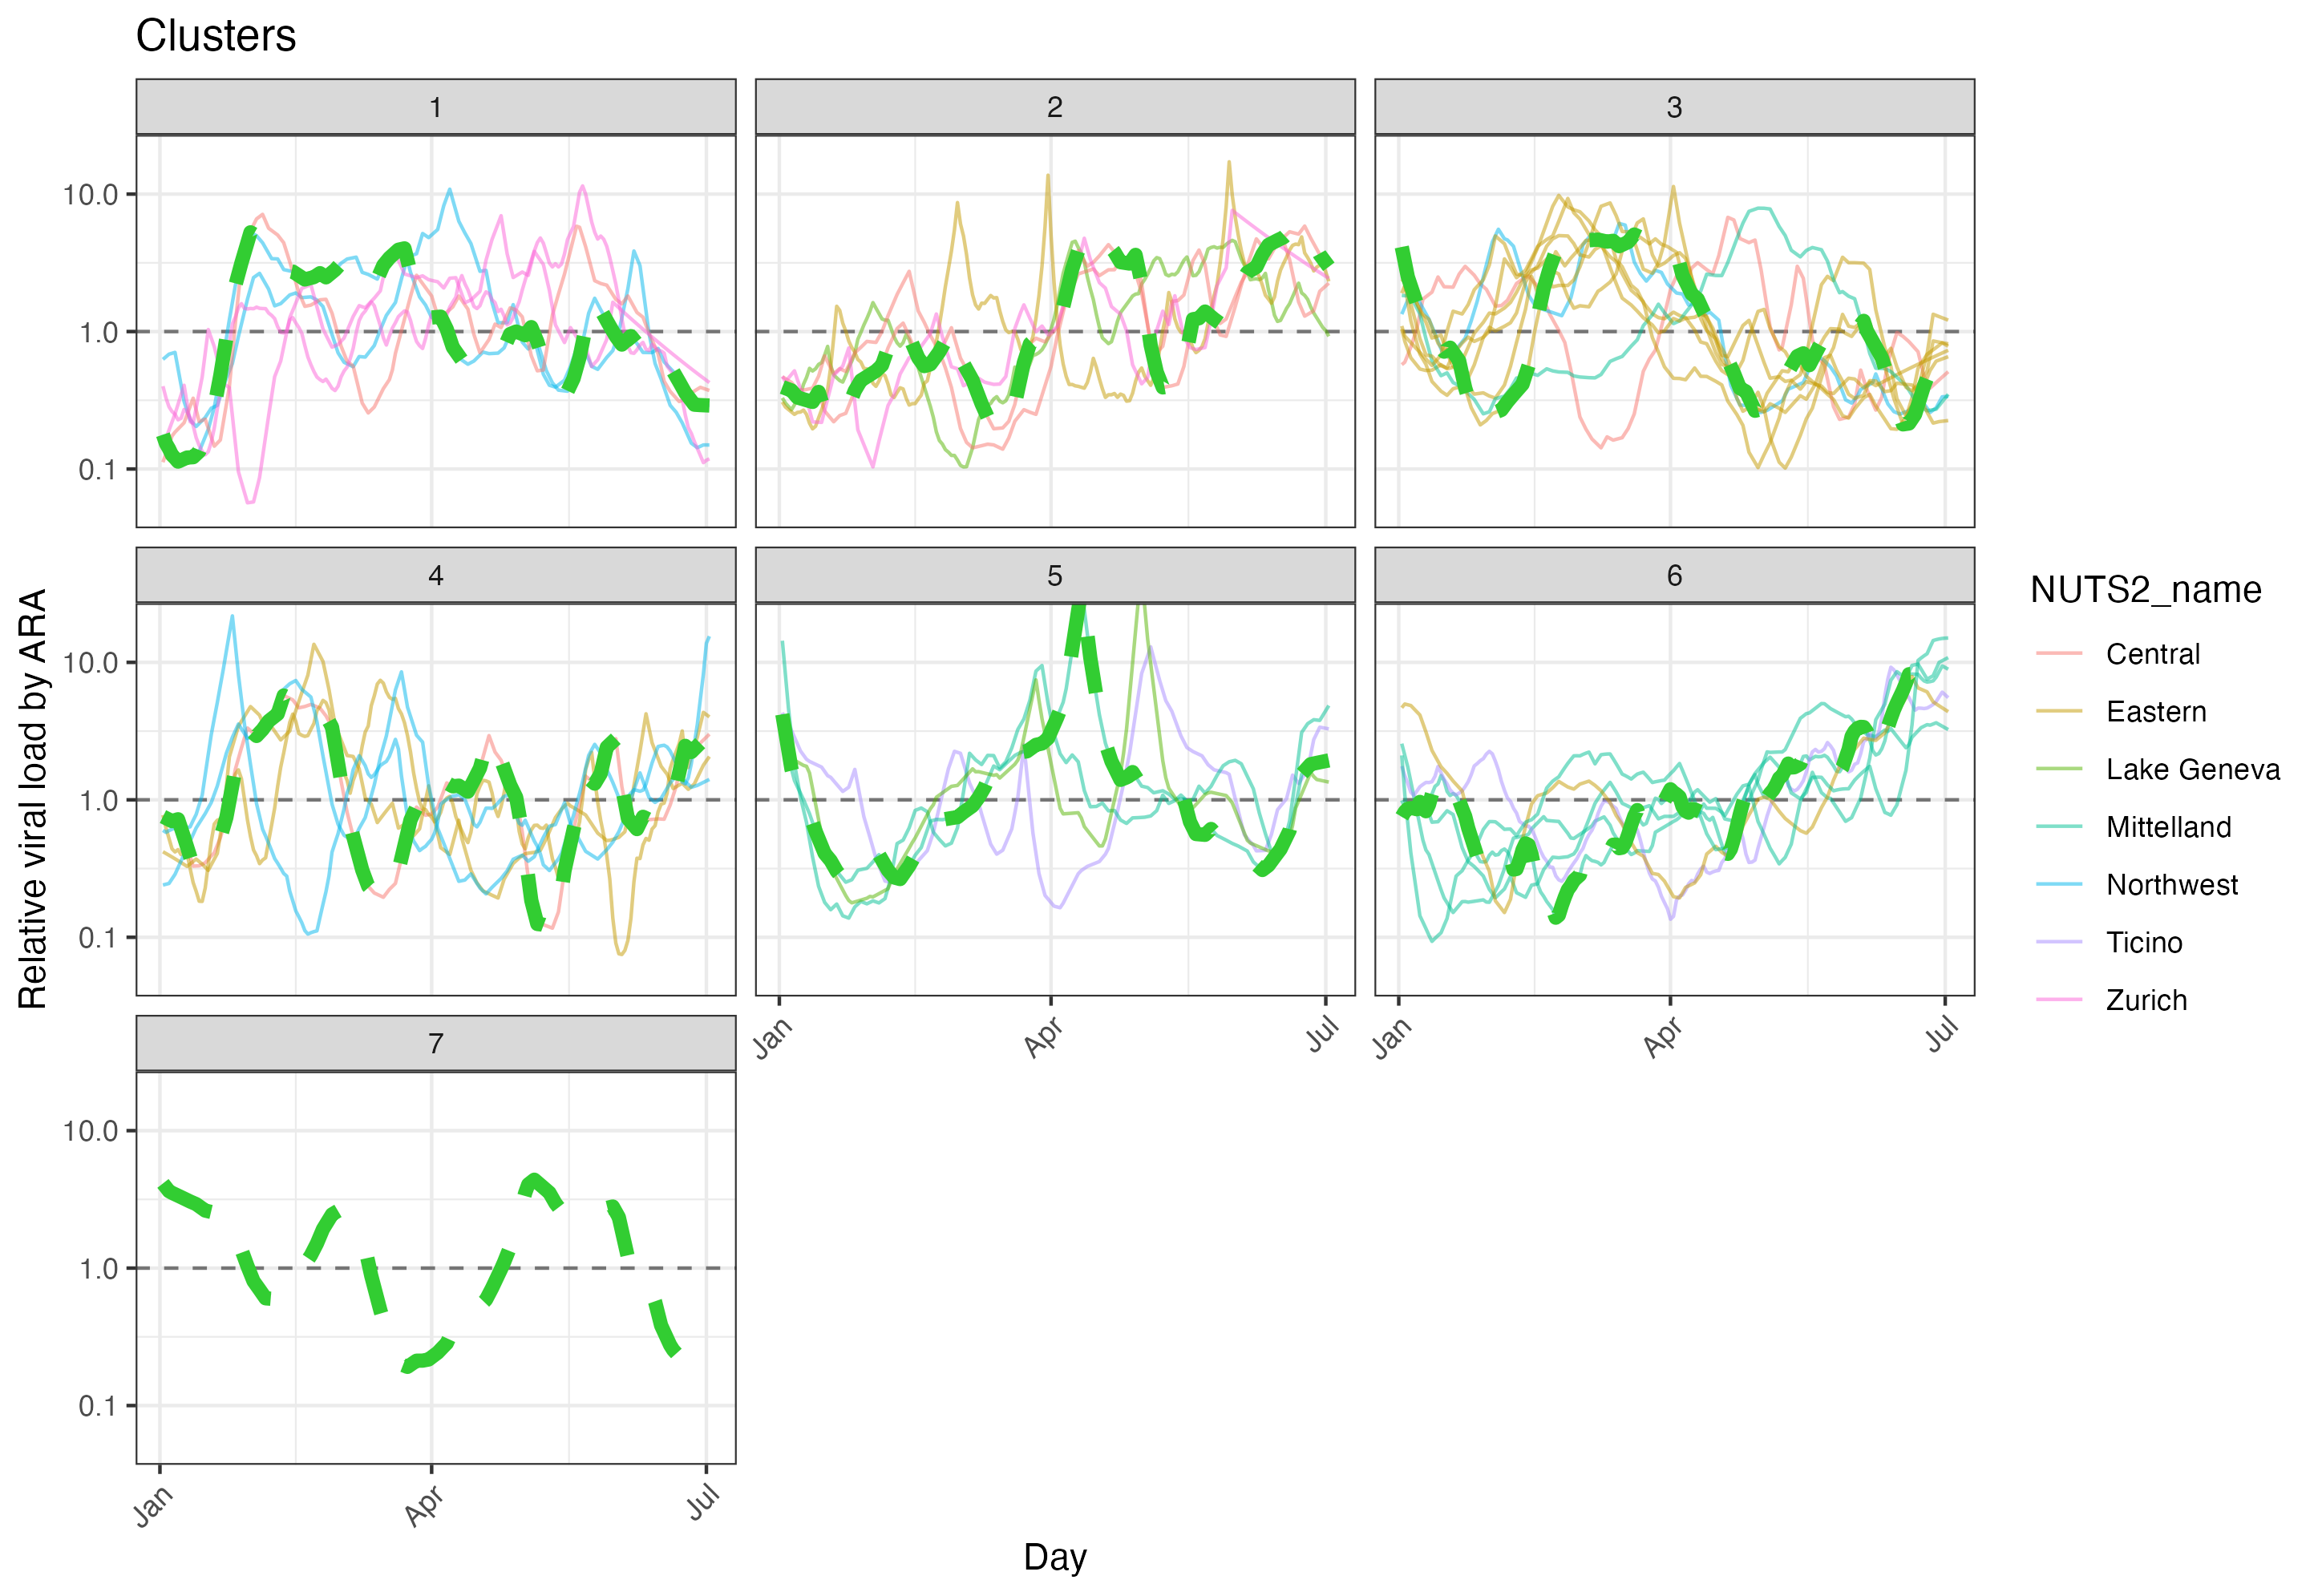 Clusters
1
2
3
10.0
1.0
0.1
4
5
6
10.0
1.0
0.1
Jan
Apr
Jul
Jan
Apr
Jul
7
10.0
1.0
0.1
Jan
Apr
Jul
Day
Relative viral load by ARA
NUTS2_name
Central
Eastern
Lake Geneva
Mittelland
Northwest
Ticino
Zurich